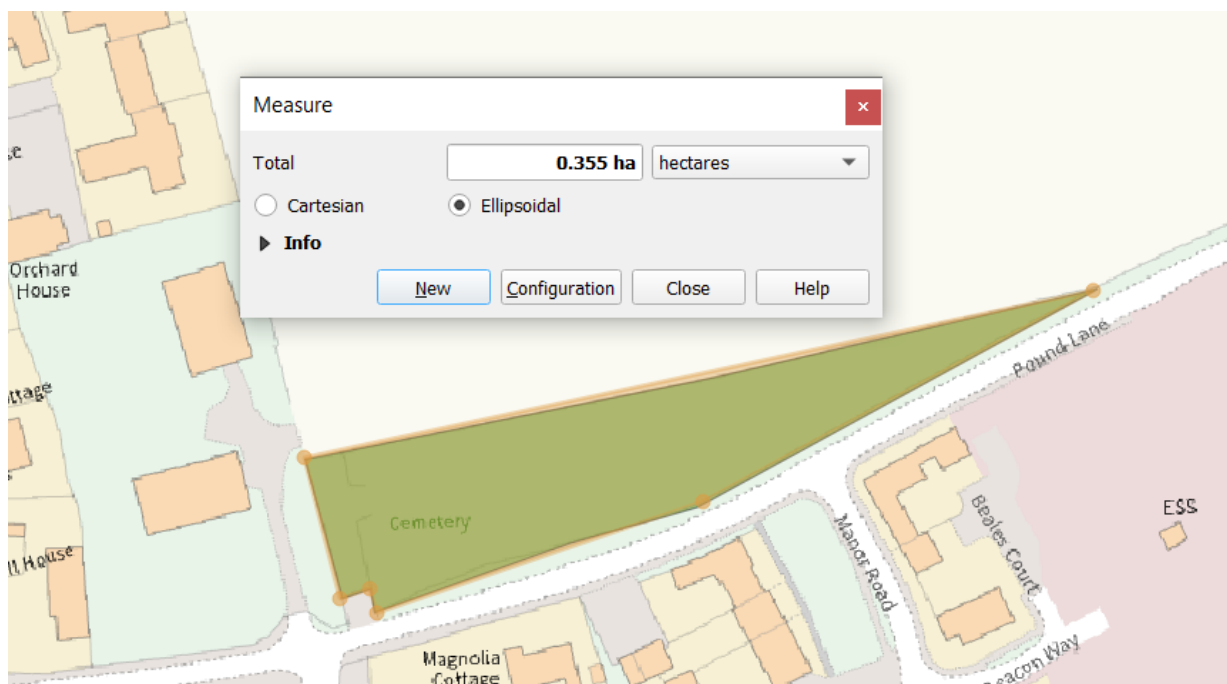 Measure
Total
0.355 ha
hectares
Cartesian
Ellipsoidal
Info
New
Configuration
Close
Help
Orchard
House
Pound Lane
Cemetery
ESS
Manor Road
Beales Court
House
Magnolia
Cottage
Way